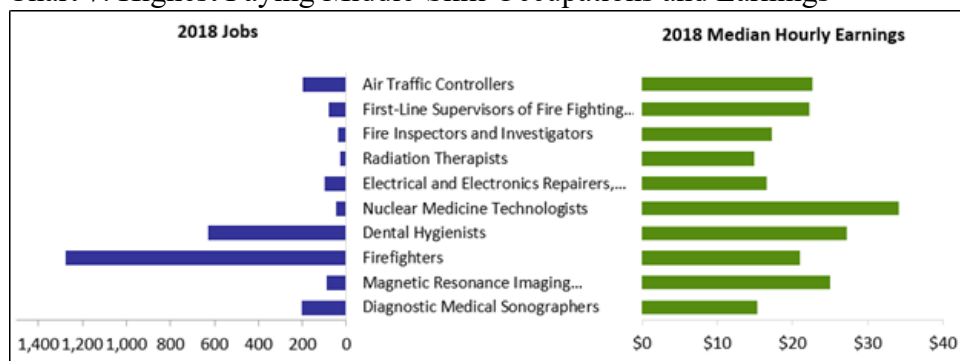 2018 Jobs
2018 Median Hourly Earnings
Air Traffic Controllers
First-Line Supervisors of Fire Fighting...
Fire Inspectors and Investigators
Radiation Therapists
Electrical and Electronics Repairers,...
Nuclear Medicine Technologists
Dental Hygienists
Firefighters
Magnetic Resonance Imaging...
Diagnostic Medical Sonographers
1,400 1,200 1,000 800 600 400 200 0
$0 $10 $20 $30 $40